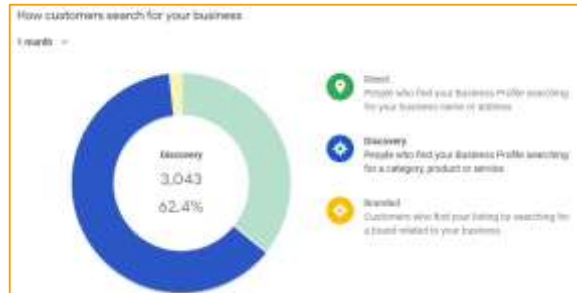 How customers search for your business
1 month
Discovery
3,043
62.4%
Direct
People who find your Business Profile searching
for your business name or address
Discovery
People who find your Business Profile searching
for a category, product or service
Branded
Customers who find your listing by searching for
a brand related to your business